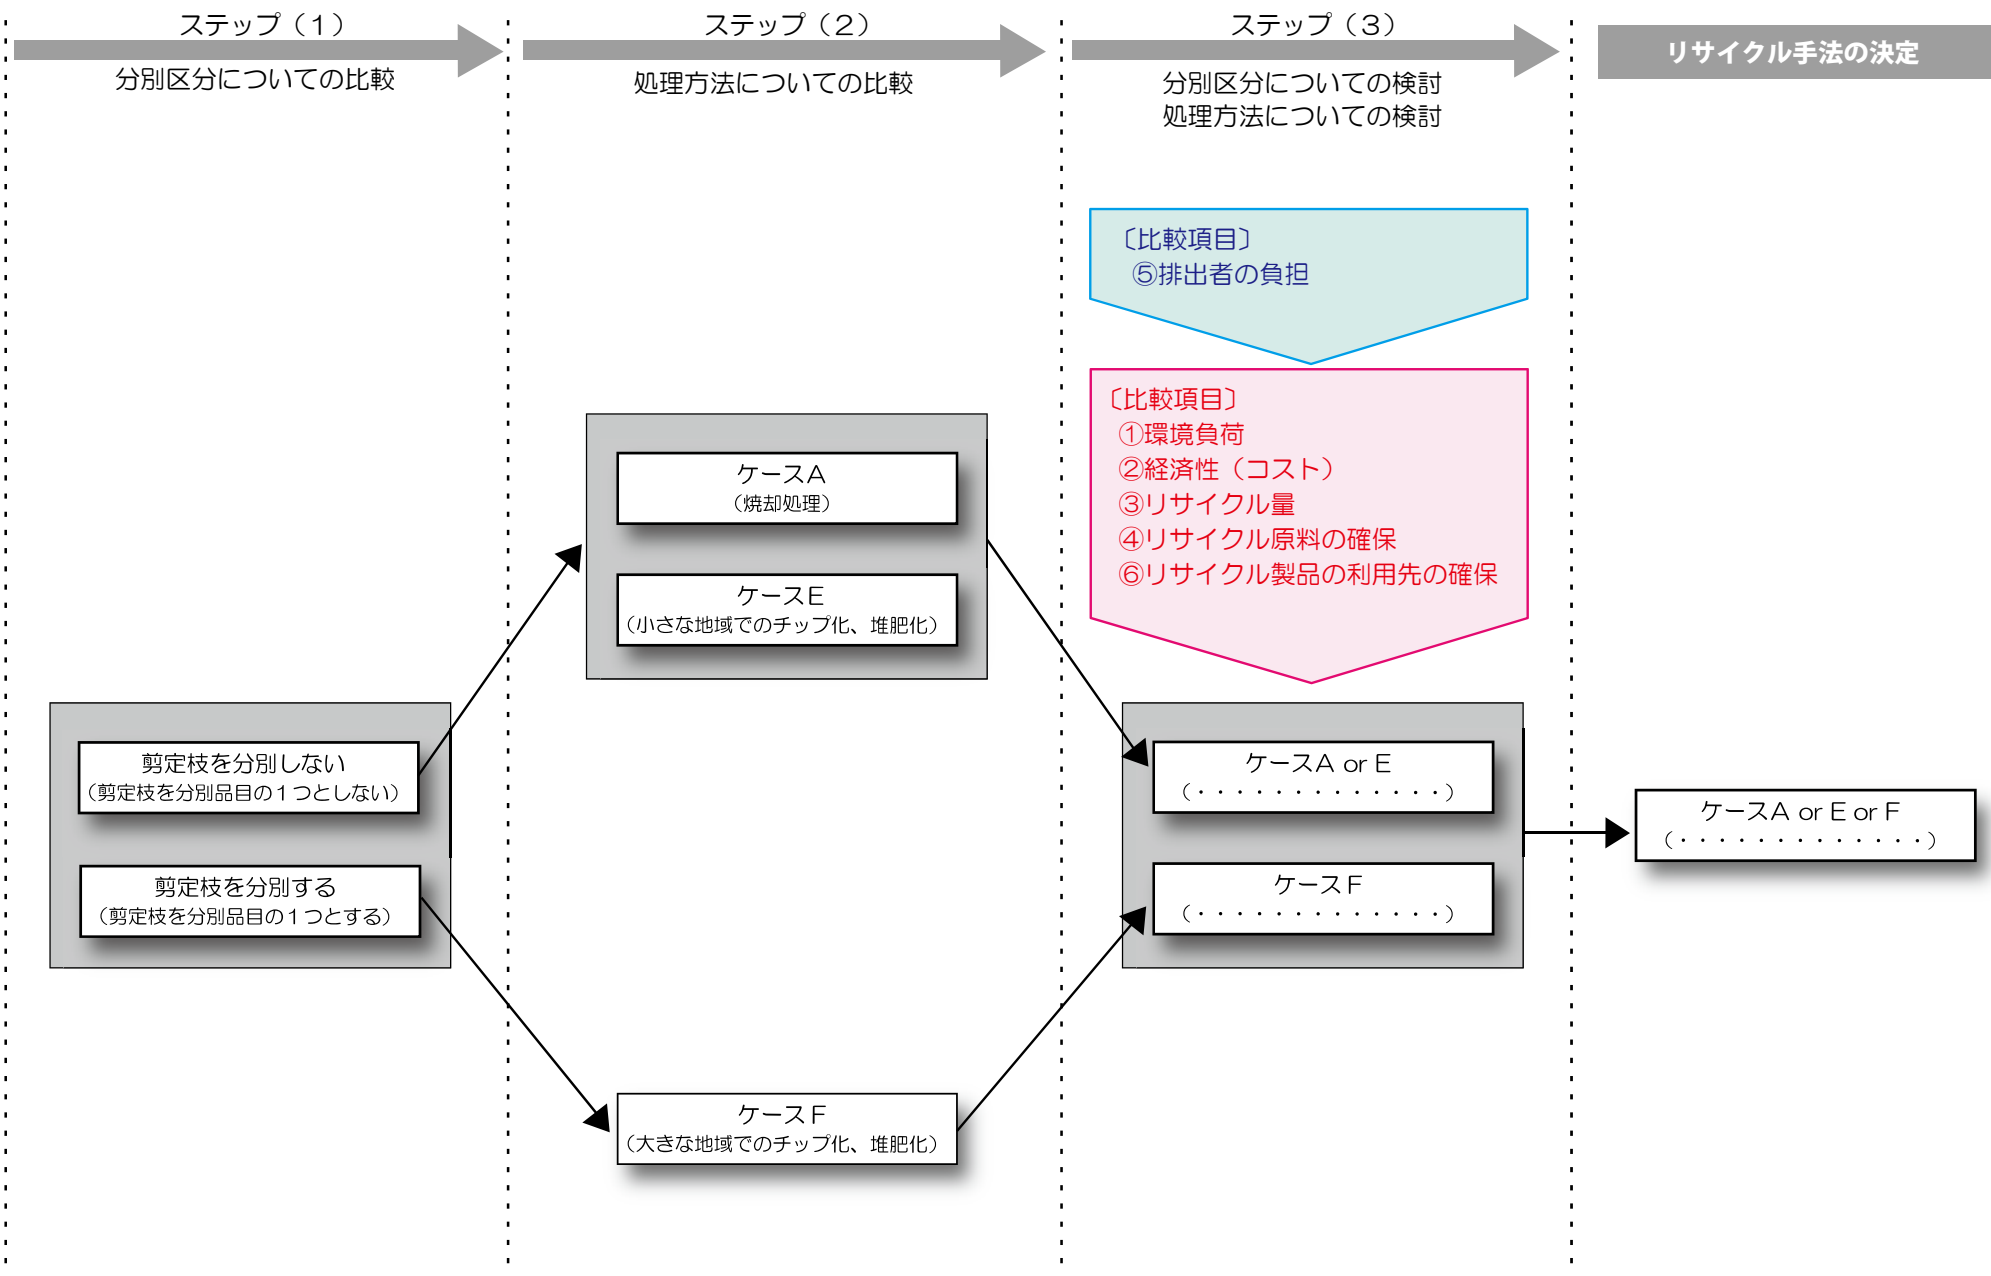 ステップ（１）
分別区分についての比較
ステップ（２）
処理方法についての比較
ステップ（３）
分別区分についての検討
処理方法についての検討
リサイクル手法の決定
〔比較項目〕
⑤排出者の負担
〔比較項目〕
①環境負荷
②経済性（コスト）
③リサイクル量
④リサイクル原料の確保
⑥リサイクル製品の利用先の確保
剪定枝を分別しない
（剪定枝を分別品目の１つとしない）
剪定枝を分別する
（剪定枝を分別品目の１つとする）
ケースＡ
（焼却処理）
ケースＥ
（小さな地域でのチップ化、堆肥化）
ケースＦ
（大きな地域でのチップ化、堆肥化）
ケースＡ or Ｅ
（・・・・・・・・・・・・・）
ケースＦ
（・・・・・・・・・・・・・）
ケースＡ or Ｅ or Ｆ
（・・・・・・・・・・・・・）